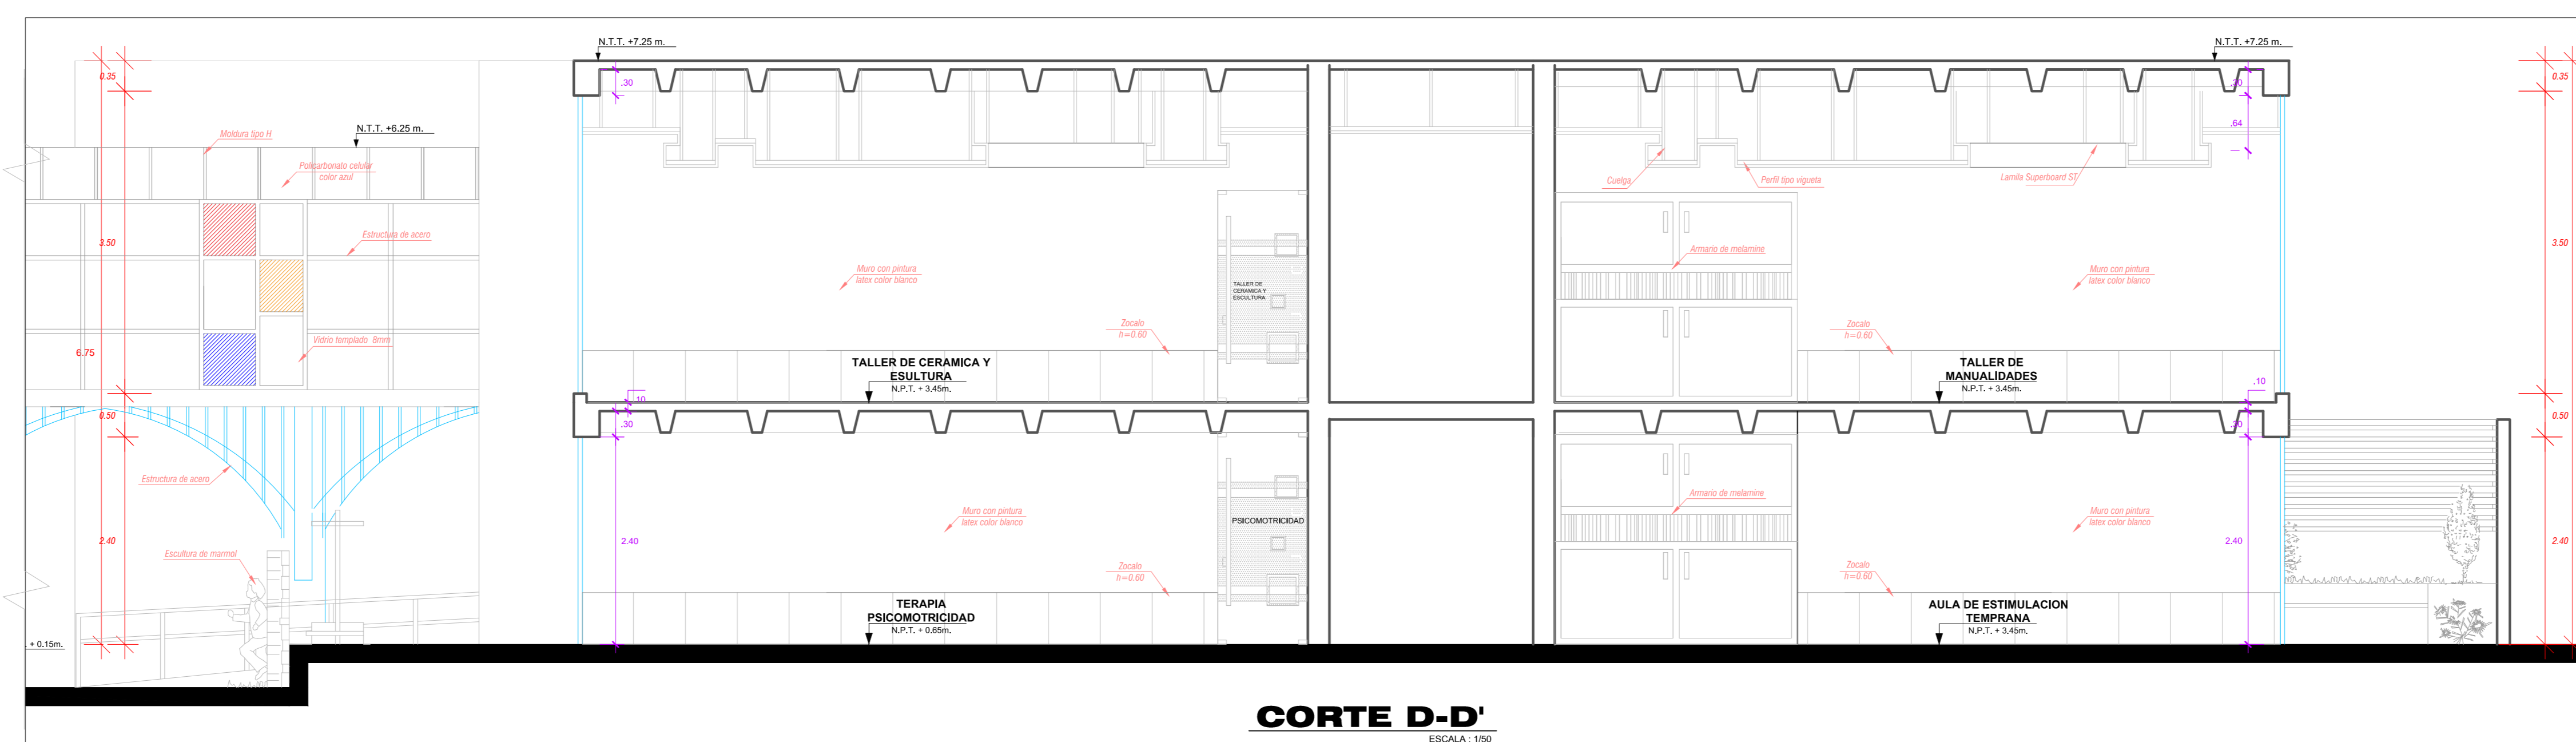 N.T.T. +7.25 m.
N.T.T. +7.25 m.
0.35
.30
.30
0.35
N.T.T. +6.25 m.
Moldura tipo H
.64
Policarbonato celular
color azul
Cuelga
Perfil tipo vigueta
Lamila Superboard ST
3.50
Estructura de acero
Armario de melamine
3.50
Muro con pintura
latex color blanco
Muro con pintura
latex color blanco
TALLER DE
CERAMICA Y
ESCULTURA
Zocalo
h=0.60
Zocalo
h=0.60
Vidrio templado 8mm
6.75
TALLER DE CERAMICA Y
ESULTURA
N.P.T. + 3.45m.
TALLER DE
MANUALIDADES
N.P.T. + 3.45m.
.10
.10
0.50
.30
.30
0.50
Estructura de acero
Armario de melamine
Muro con pintura
latex color blanco
Muro con pintura
latex color blanco
PSICOMOTRICIDAD
2.40
2.40
2.40
2.40
Escultura de marmol
Zocalo
h=0.60
Zocalo
h=0.60
TERAPIA
PSICOMOTRICIDAD
N.P.T. + 0.65m.
AULA DE ESTIMULACION
TEMPRANA
N.P.T. + 3.45m.
. + 0.15m.
CORTE D-D'
ESCALA : 1/50